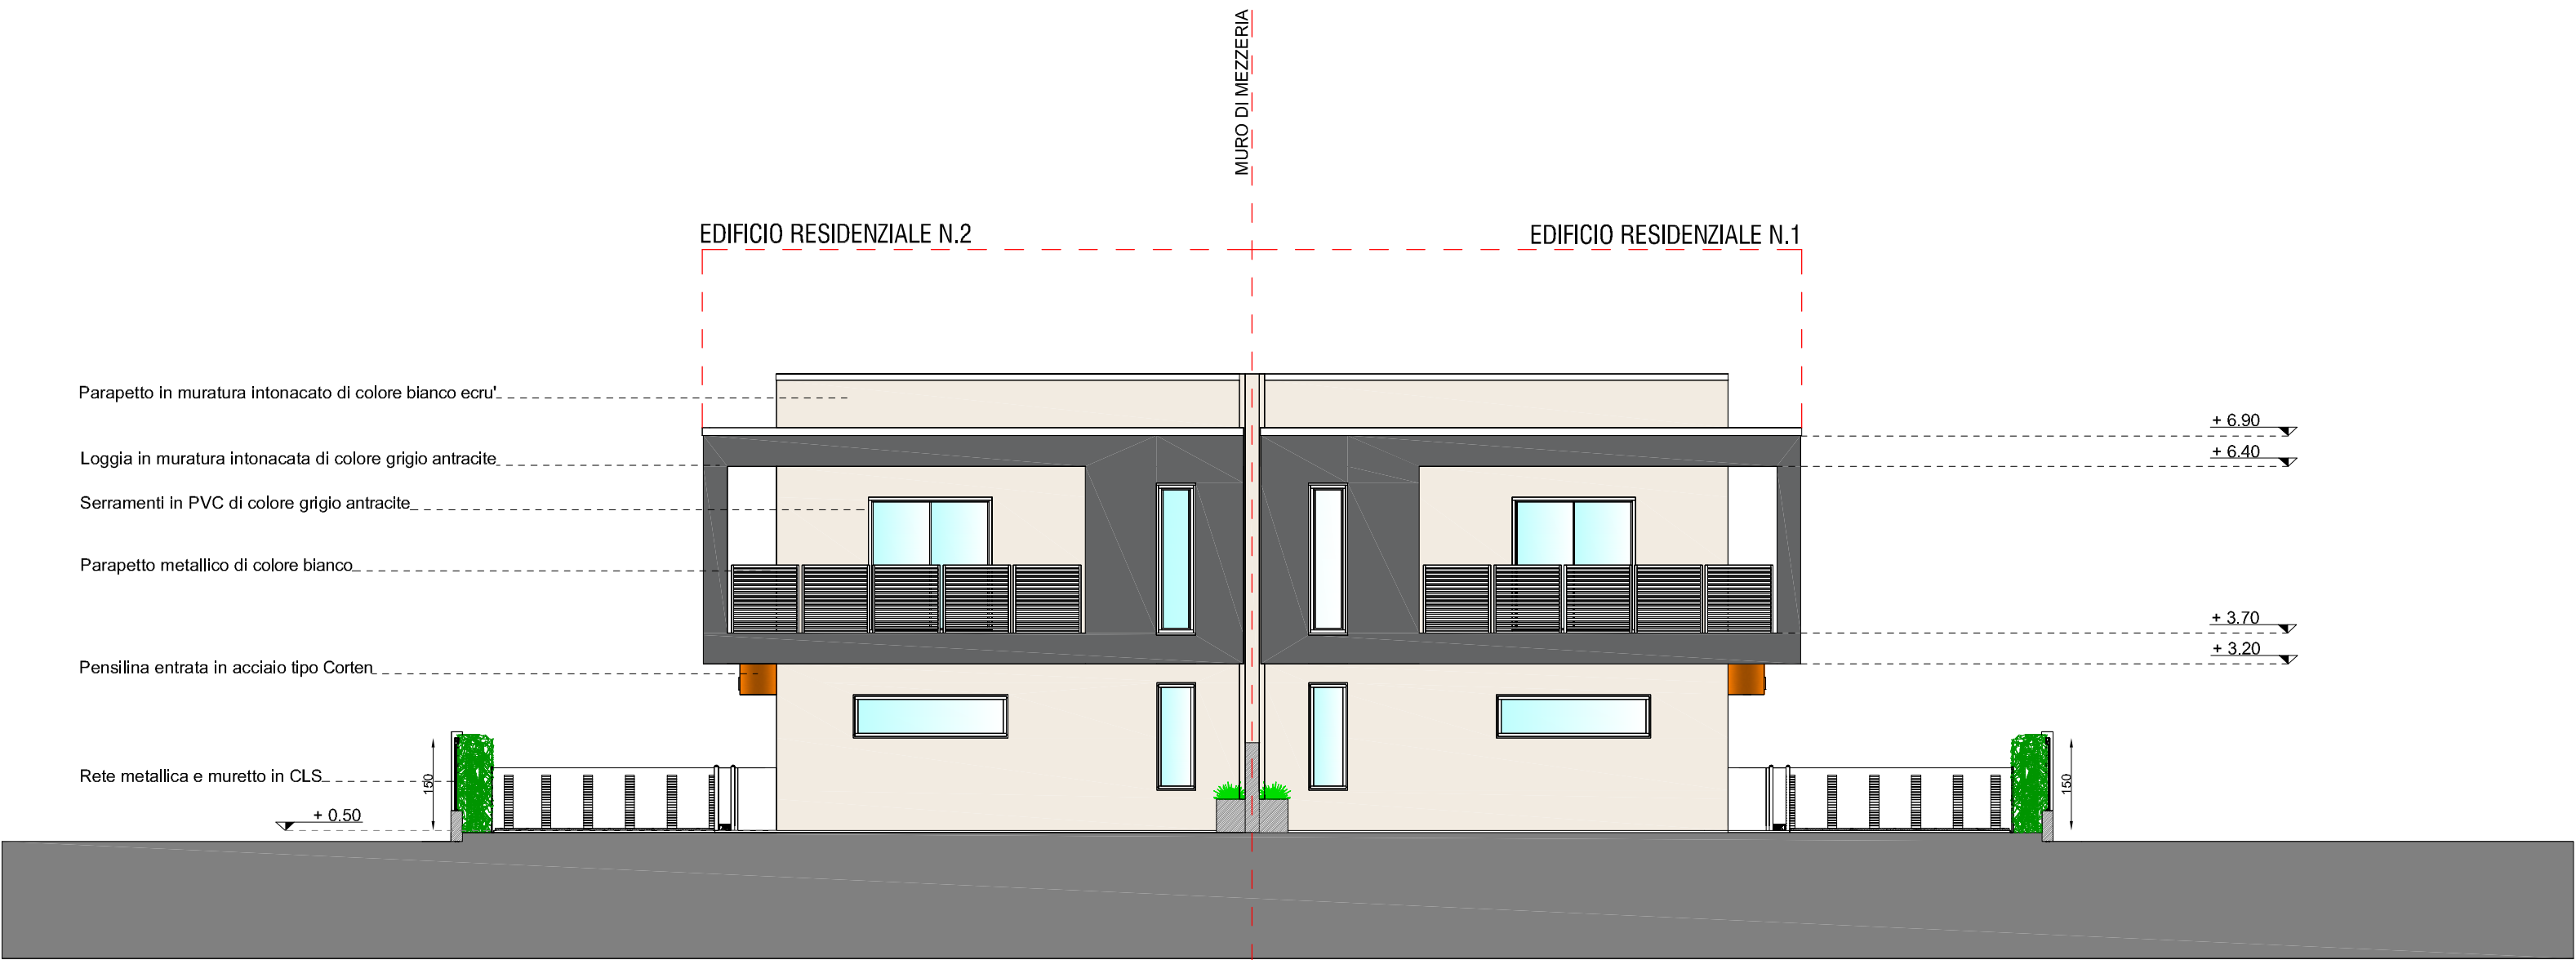 MURO DI MEZZERIA
EDIFICIO RESIDENZIALE N.2
EDIFICIO RESIDENZIALE N.1
Parapetto in muratura intonacato di colore bianco ecru'
+ 6.90
+ 6.40
Loggia in muratura intonacata di colore grigio antracite
Serramenti in PVC di colore grigio antracite
Parapetto metallico di colore bianco
+ 3.70
+ 3.20
Pensilina entrata in acciaio tipo Corten
Rete metallica e muretto in CLS
150
150
+ 0.50